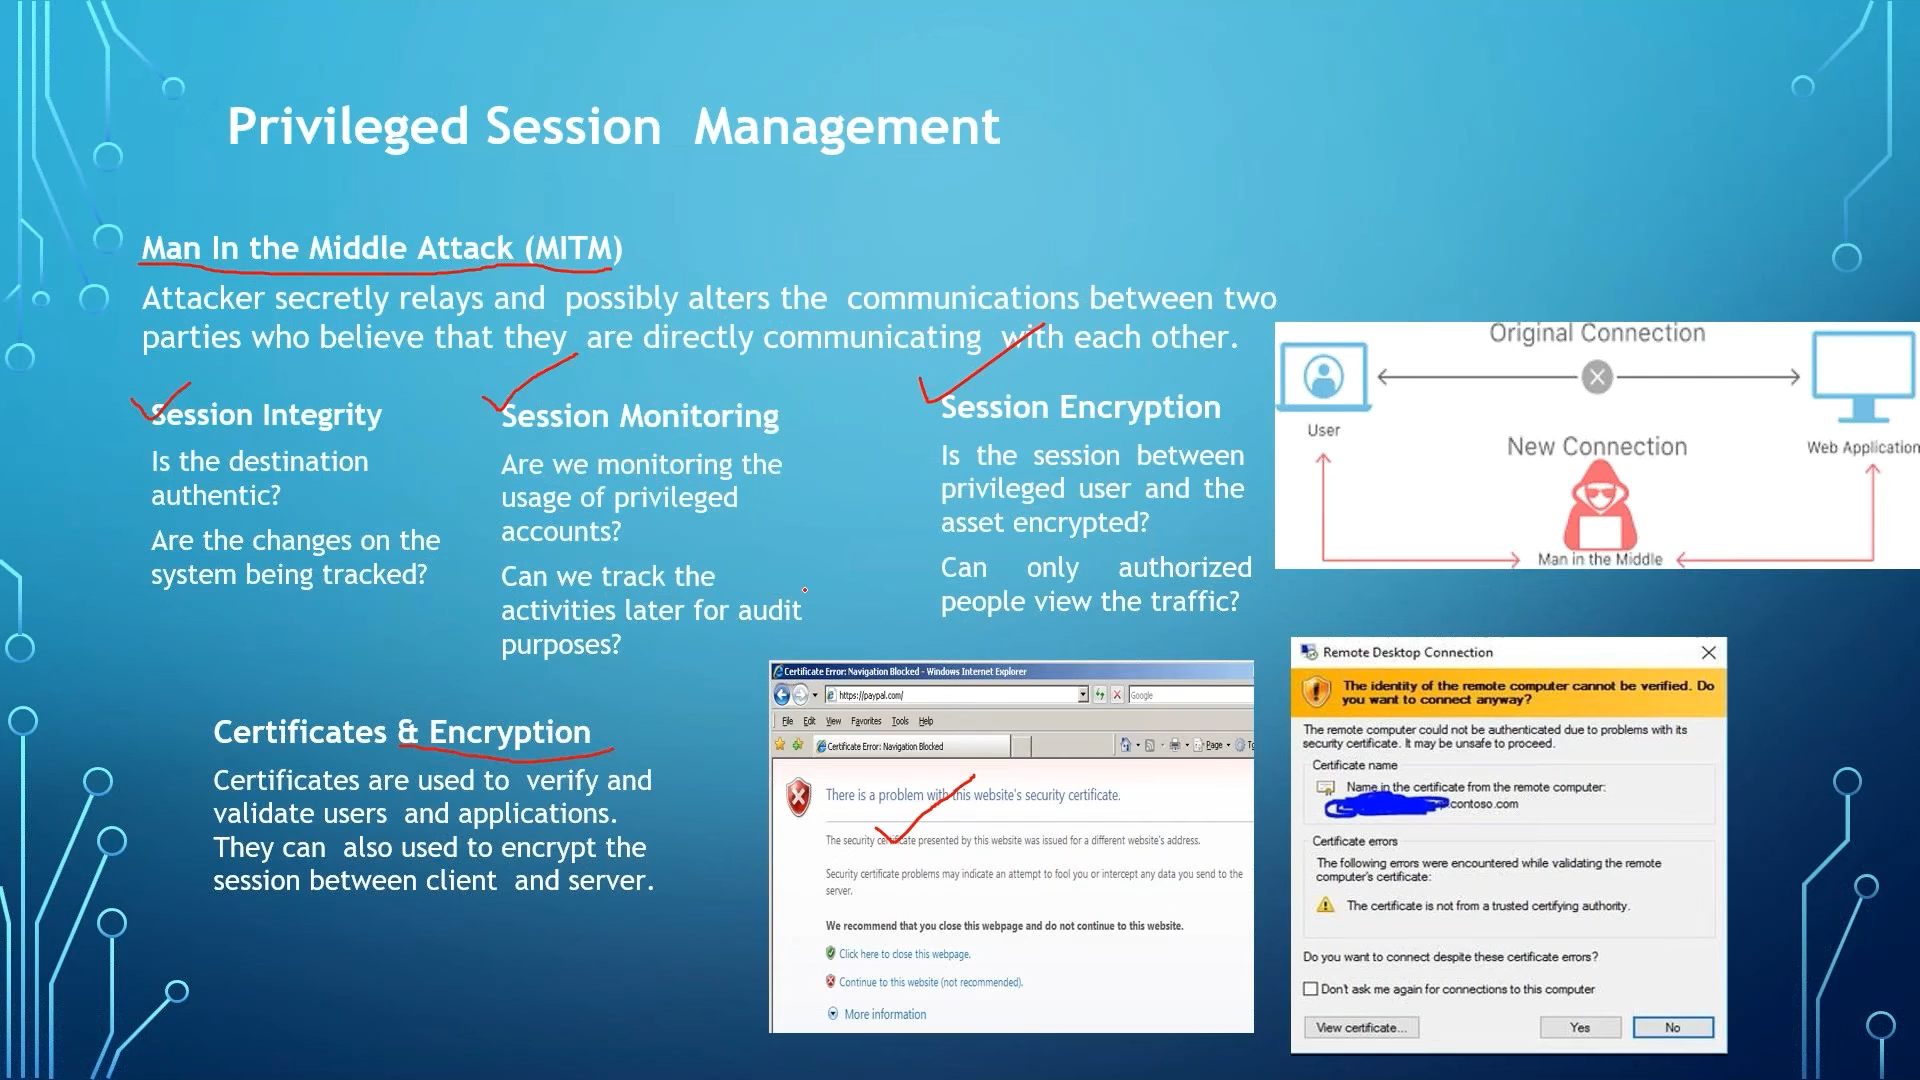 Privileged Session Management
Man In the Middle Attack (MITM)
Attacker secretly relays and possibly alters the communications between two
parties who believe that they are directly communicating with each other.
Session Integrity
Is the destination
authentic?
Are the changes on the
system being tracked?
Session Monitoring
Are we monitoring the
usage of privileged
accounts?
Can we track the
activities later for audit
purposes?
Session Encryption
Is the session between
privileged user and the
asset encrypted?
Can only authorized
people view the traffic?
Original Connection
User
Web Application
New Connection
Man in the Middle
Certificates & Encryption
Certificates are used to verify and
validate users and applications.
They can also used to encrypt the
session between client and server.
Certificate Error: Navigation Blocked - Windows Internet Explorer
https://paypal.com/
Google
File Edit View Favorites Tools Help
Certificate Error: Navigation Blocked
Page
There is a problem with this website's security certificate.
The security certificate presented by this website was issued for a different website's address.
Security certificate problems may indicate an attempt to fool you or intercept any data you send to the
server.
We recommend that you close this webpage and do not continue to this website.
Click here to close this webpage.
Continue to this website (not recommended).
More information
Remote Desktop Connection
The identity of the remote computer cannot be verified. Do
you want to connect anyway?
The remote computer could not be authenticated due to problems with its
security certificate. It may be unsafe to proceed.
Certificate name
Name in the certificate from the remote computer:
contoso.com
Certificate errors
The following errors were encountered while validating the remote
computer's certificate:
The certificate is not from a trusted certifying authority.
Do you want to connect despite these certificate errors?
Don't ask me again for connections to this computer
View certificate...
Yes
No